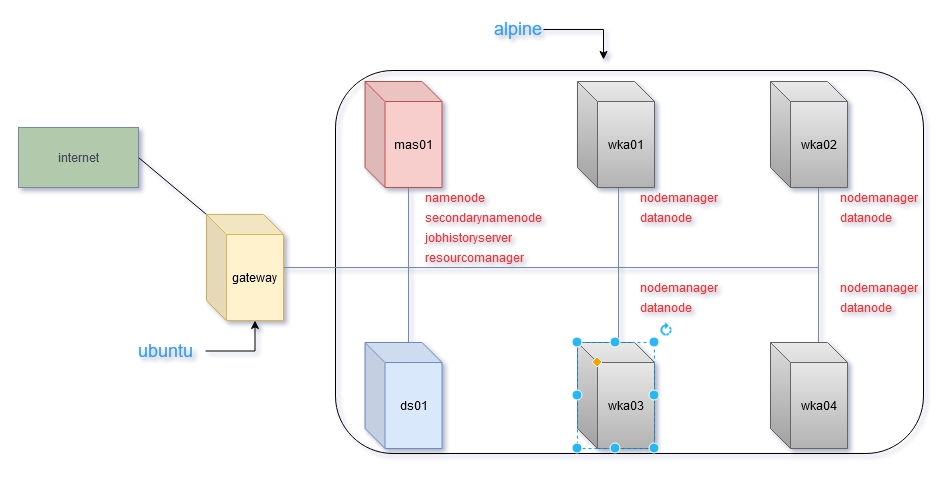 alpine
mas01
wka01
wka02
internet
namenode
secondarynamenode
jobhistoryserver
resourcomanager
nodemanager
datanode
nodemanager
datanode
gateway
nodemanager
datanode
nodemanager
datanode
ubuntu
ds01
wka03
wka04